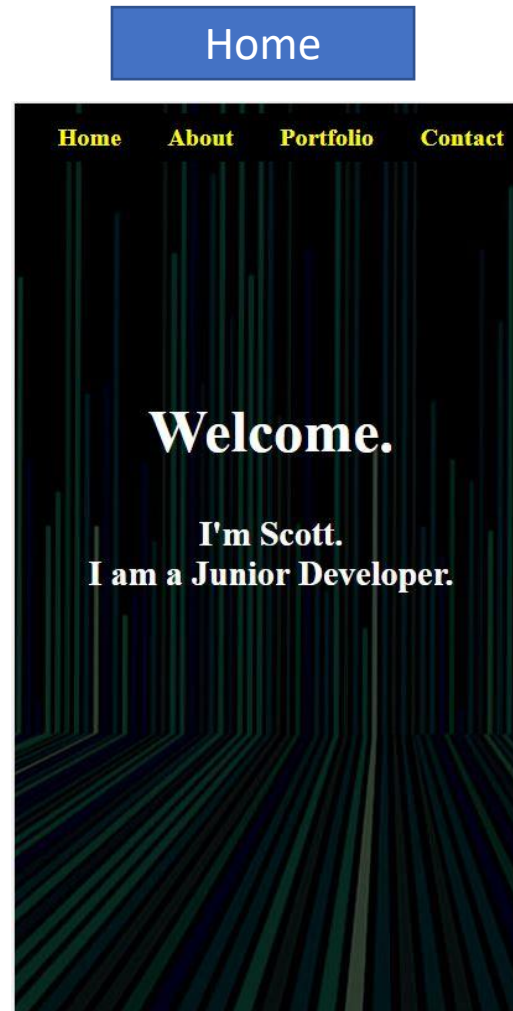 Home
Home About Portfolio Contact
Welcome.
I'm Scott.
I am a Junior Developer.